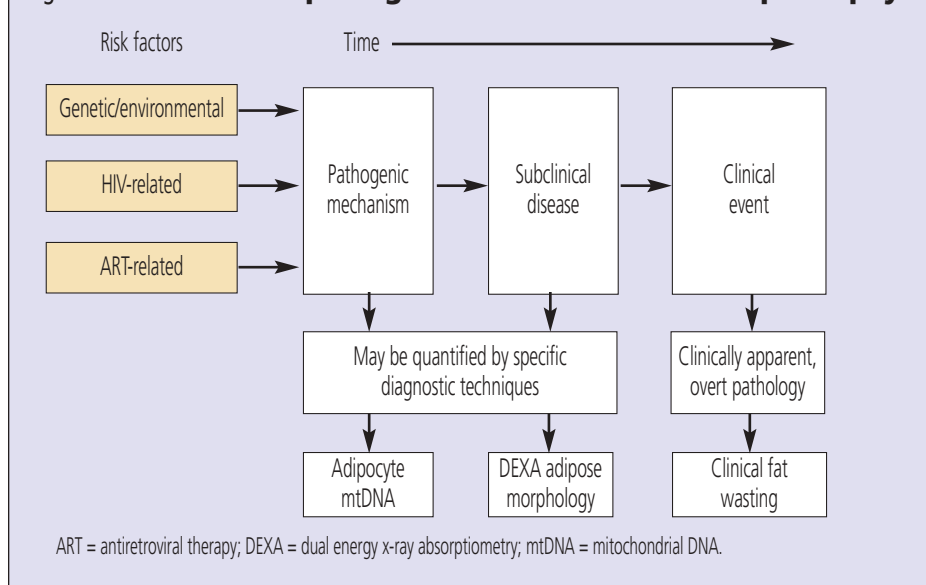 Risk factors
Time
Genetic/environmental
HIV-related
ART-related
Pathogenic
mechanism
Subclinical
disease
Clinical
event
May be quantified by specific
diagnostic techniques
Clinically apparent,
overt pathology
Adipocyte
mtDNA
DEXA adipose
morphology
Clinical fat
wasting
ART = antiretroviral therapy; DEXA = dual energy x-ray absorptiometry; mtDNA = mitochondrial DNA.